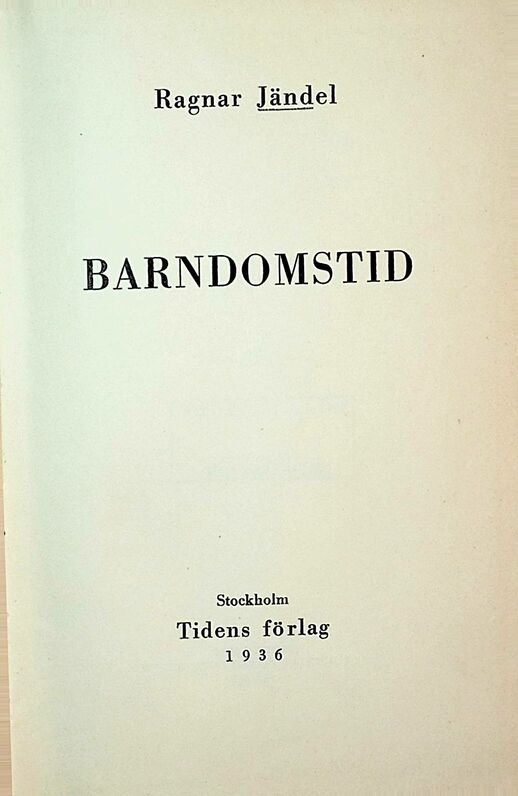 Ragnar Jändel
BARNDOMSTID
Stockholm
Tidens förlag
1936